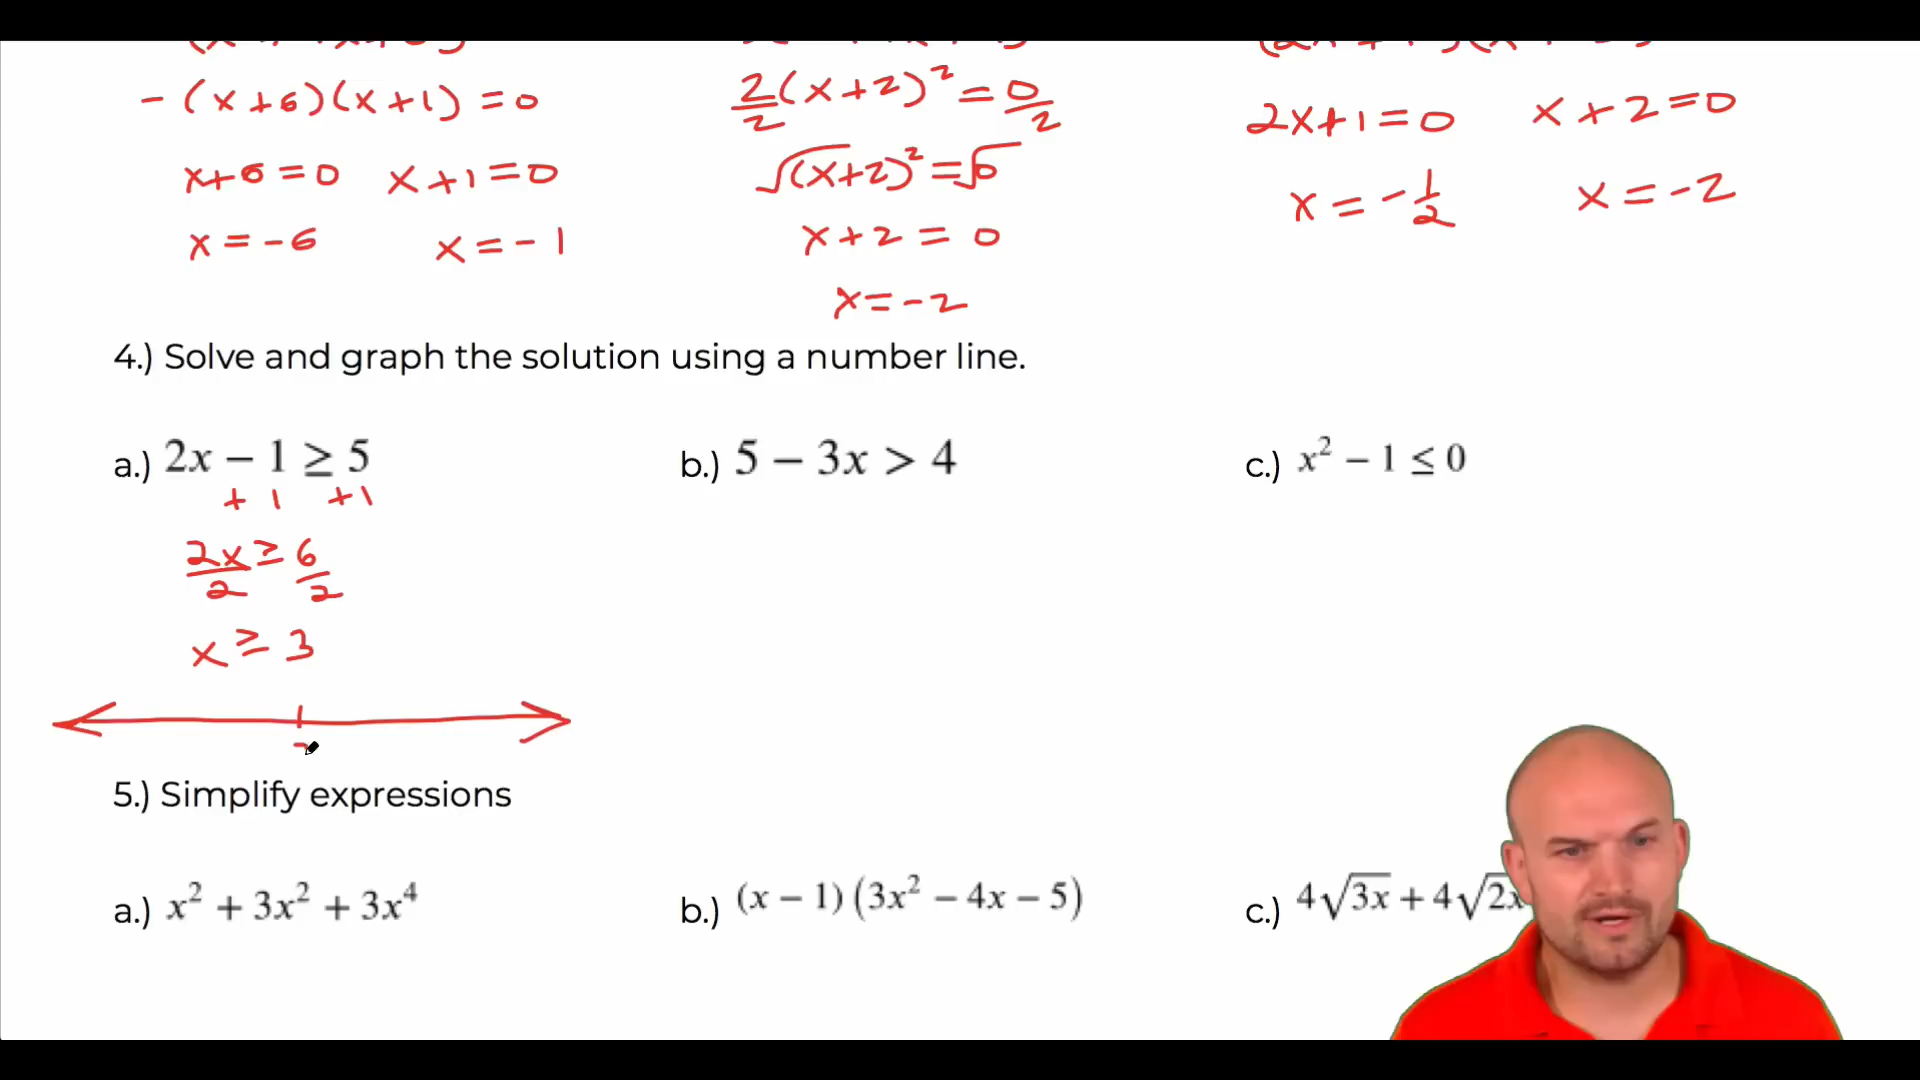 -(x+6)(x+1)=0
x+6=0 x+1=0
x=-6 x=-1
2/2(x+2)²=0/2
√(x+2)²=√0
x+2=0
x=-2
2x+1=0 x+2=0
x=-1/2 x=-2
4.) Solve and graph the solution using a number line.
a.) 2x − 1 ≥ 5
+1 +1
2x/2≥6/2
x≥3
b.) 5 − 3x > 4
c.) x² − 1 ≤ 0
5.) Simplify expressions
a.) x² + 3x² + 3x⁴
b.) (x − 1)(3x² − 4x − 5)
c.) 4√3x + 4√2x